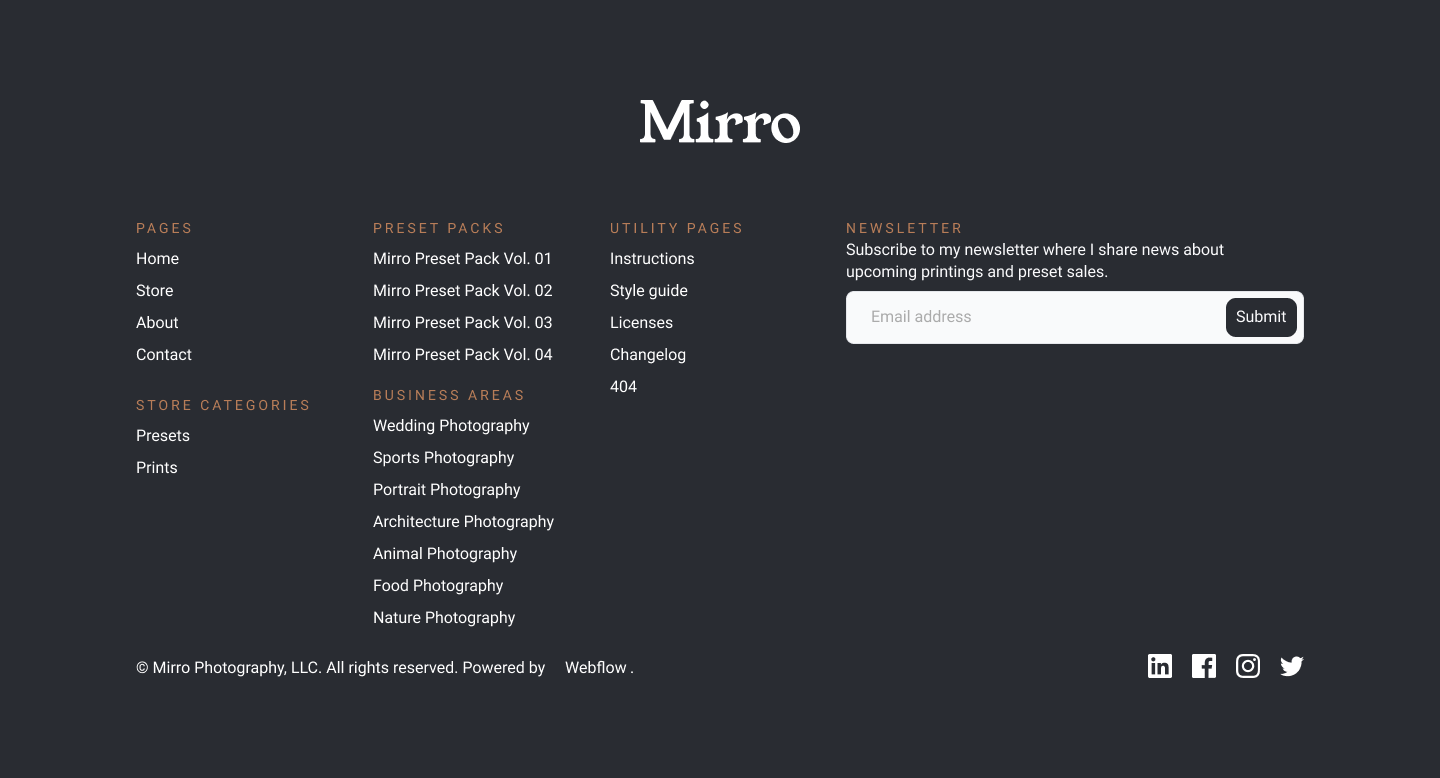 Mirro
PAGES
Home
Store
About
Contact
STORE CATEGORIES
Presets
Prints
PRESET PACKS
Mirro Preset Pack Vol. 01
Mirro Preset Pack Vol. 02
Mirro Preset Pack Vol. 03
Mirro Preset Pack Vol. 04
BUSINESS AREAS
Wedding Photography
Sports Photography
Portrait Photography
Architecture Photography
Animal Photography
Food Photography
Nature Photography
UTILITY PAGES
Instructions
Style guide
Licenses
Changelog
404
NEWSLETTER
Subscribe to my newsletter where I share news about
upcoming printings and preset sales.
Email address
Submit
© Mirro Photography, LLC. All rights reserved. Powered by Webflow .